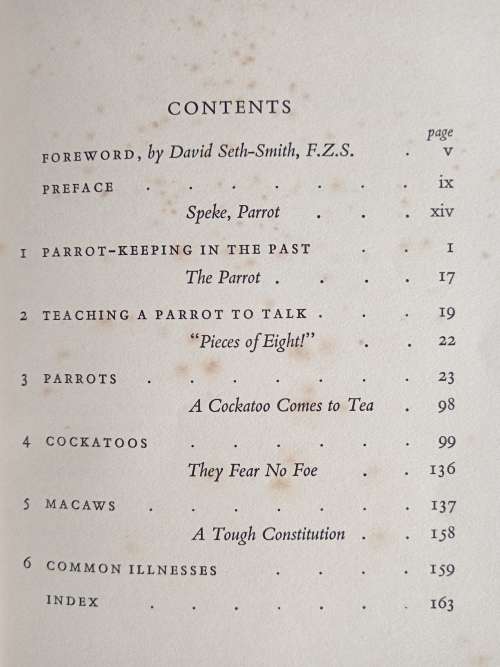 CONTENTS
page
FOREWORD, by David Seth-Smith, F.Z.S. . v
PREFACE . . . . . . . ix
Speke, Parrot . . . xiv
1 PARROT-KEEPING IN THE PAST . . 1
The Parrot . . . . 17
2 TEACHING A PARROT TO TALK . . . 19
"Pieces of Eight!" . . 22
3 PARROTS . . . . . . . 23
A Cockatoo Comes to Tea . 98
4 COCKATOOS . . . . . . 99
They Fear No Foe . . 136
5 MACAWS . . . . . . . 137
A Tough Constitution . . 158
6 COMMON ILLNESSES . . . . 159
INDEX . . . . . . . 163